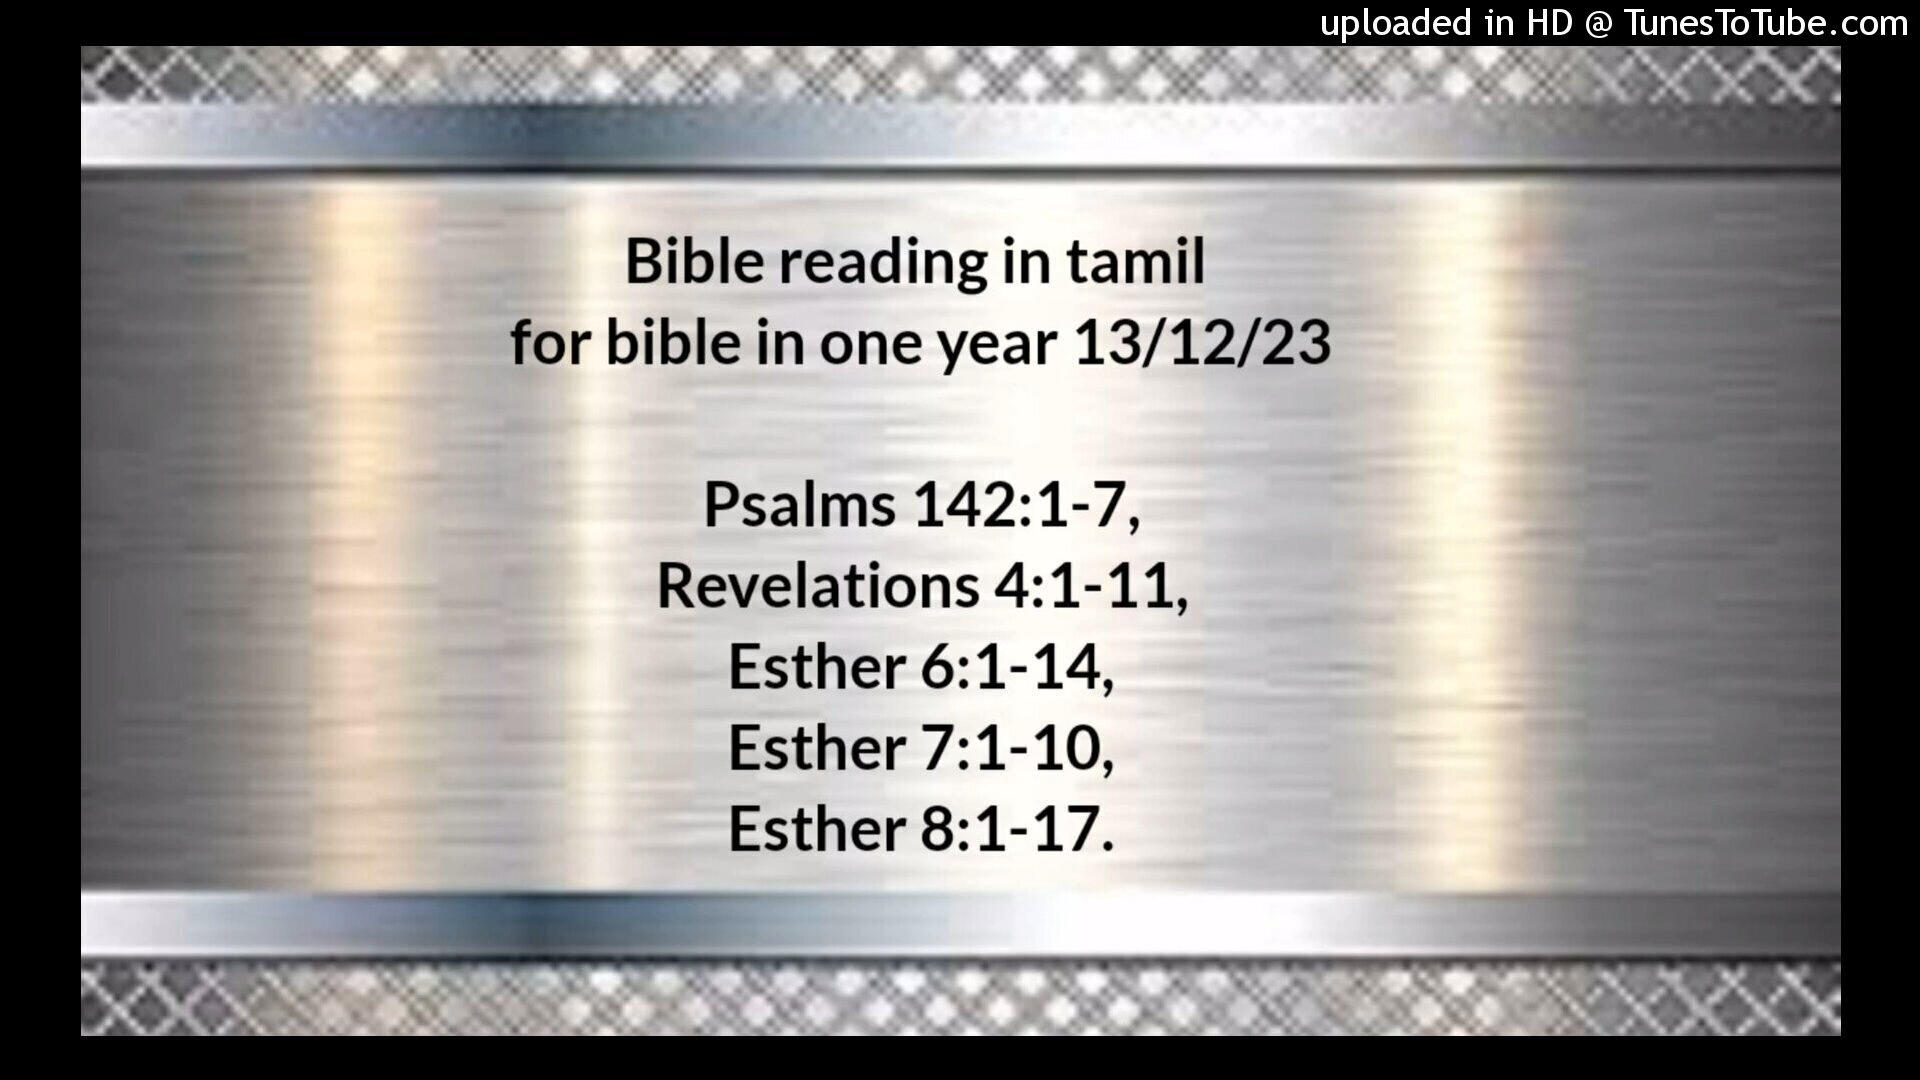 uploaded in HD @ TunesToTube.com
Bible reading in tamil
for bible in one year 13/12/23
Psalms 142:1-7,
Revelations 4:1-11,
Esther 6:1-14,
Esther 7:1-10,
Esther 8:1-17.